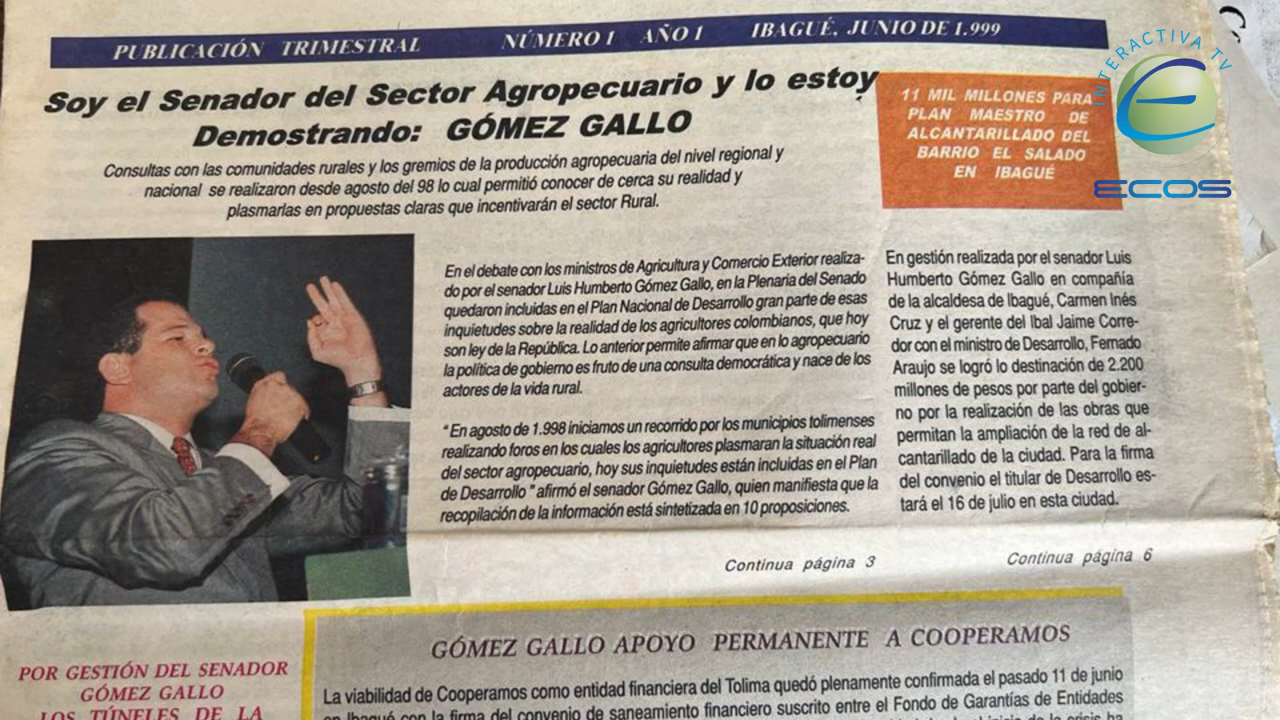 PUBLICACIÓN TRIMESTRAL NÚMERO 1 AÑO 1 IBAGUÉ, JUNIO DE 1.999
INTERACTIVA TV
ECOS
Soy el Senador del Sector Agropecuario y lo estoy
Demostrando: GÓMEZ GALLO
Consultas con las comunidades rurales y los gremios de la producción agropecuaria del nivel regional y
nacional se realizaron desde agosto del 98 lo cual permitió conocer de cerca su realidad y
plasmarlas en propuestas claras que incentivarán el sector Rural.
11 MIL MILLONES PARA
PLAN MAESTRO DE
ALCANTARILLADO DEL
BARRIO EL SALADO
EN IBAGUÉ
En el debate con los ministros de Agricultura y Comercio Exterior realiza-
do por el senador Luis Humberto Gómez Gallo, en la Plenaria del Senado
quedaron incluidas en el Plan Nacional de Desarrollo gran parte de esas
inquietudes sobre la realidad de los agricultores colombianos, que hoy
son ley de la República. Lo anterior permite afirmar que en lo agropecuario
la política de gobierno es fruto de una consulta democrática y nace de los
actores de la vida rural.
" En agosto de 1.998 iniciamos un recorrido por los municipios tolimenses
realizando foros en los cuales los agricultores plasmaran la situación real
del sector agropecuario, hoy sus inquietudes están incluidas en el Plan
de Desarrollo " afirmó el senador Gómez Gallo, quien manifiesta que la
recopilación de la información está sintetizada en 10 proposiciones.
Continua página 3
En gestión realizada por el senador Luis
Humberto Gómez Gallo en compañía
de la alcaldesa de Ibagué, Carmen Inés
Cruz y el gerente del Ibal Jaime Corre-
dor con el ministro de Desarrollo, Fernado
Araujo se logró lo destinación de 2.200
millones de pesos por parte del gobier-
no por la realización de las obras que
permitan la ampliación de la red de al-
cantarillado de la ciudad. Para la firma
del convenio el titular de Desarrollo es-
tará el 16 de julio en esta ciudad.
Continua página 6
POR GESTIÓN DEL SENADOR
GÓMEZ GALLO
LOS TÚNELES DE LA
GÓMEZ GALLO APOYO PERMANENTE A COOPERAMOS
La viabilidad de Cooperamos como entidad financiera del Tolima quedó plenamente confirmada el pasado 11 de junio
en Ibagué con la firma del convenio de saneamiento financiero suscrito entre el Fondo de Garantías de Entidades